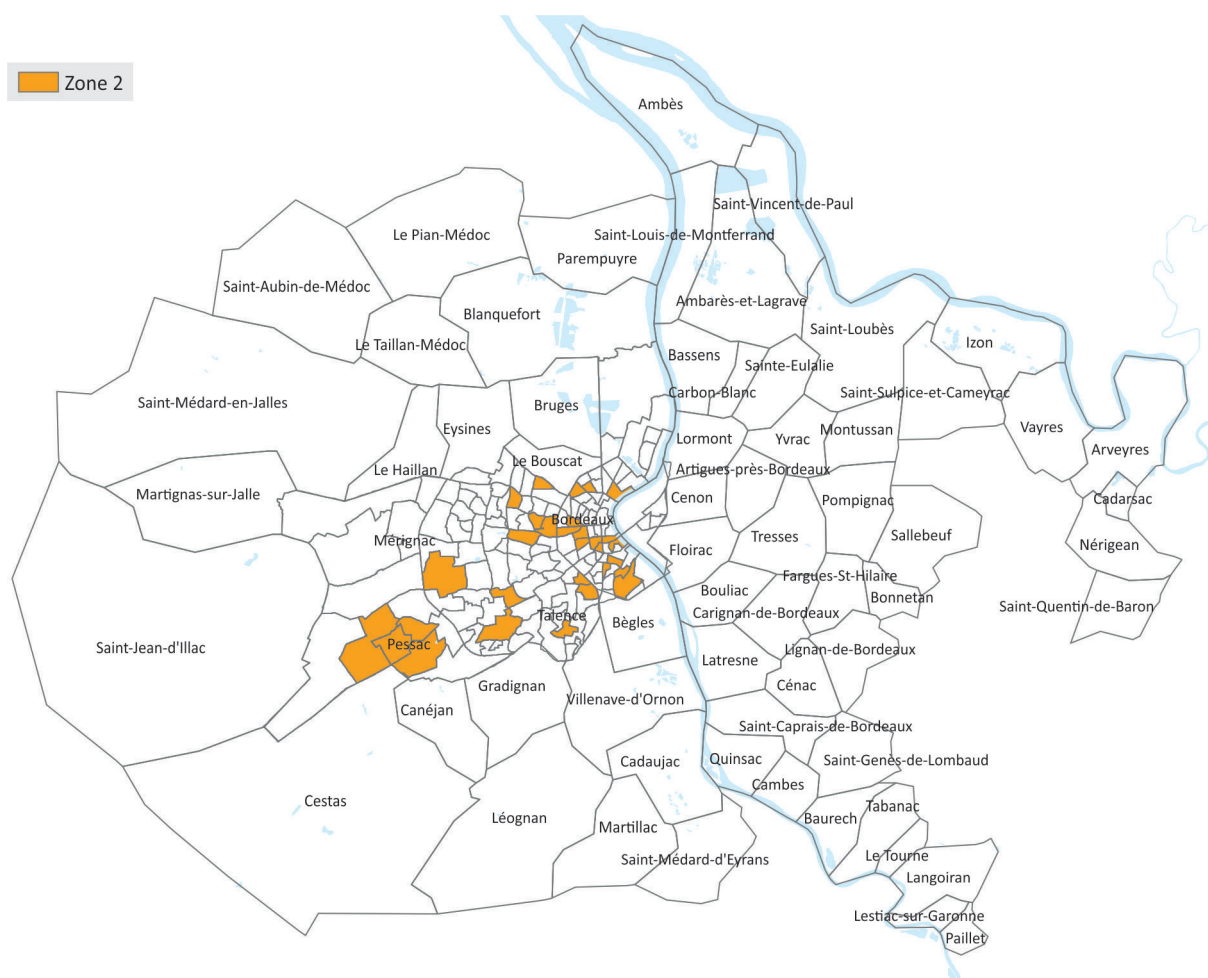 Zone 2
Ambès
Saint-Vincent-de-Paul
Le Pian-Médoc
Saint-Louis-de-Montferrand
Parempuyre
Saint-Aubin-de-Médoc
Ambarès-et-Lagrave
Blanquefort
Saint-Loubès
Izon
Le Taillan-Médoc
Bassens
Sainte-Eulalie
Carbon-Blanc
Saint-Sulpice-et-Cameyrac
Saint-Médard-en-Jalles
Bruges
Vayres
Eysines
Lormont
Yvrac
Montussan
Arveyres
Le Bouscat
Le Haillan
Artigues-près-Bordeaux
Martignas-sur-Jalle
Cenon
Pompignac
Cadarsac
Bordeaux
Sallebeuf
Mérignac
Tresses
Nérigean
Floirac
Fargues-St-Hilaire
Bouliac
Bonnetan
Saint-Quentin-de-Baron
Carignan-de-Bordeaux
Talence
Bègles
Saint-Jean-d'Illac
Pessac
Lignan-de-Bordeaux
Latresne
Gradignan
Cénac
Villenave-d'Ornon
Canéjan
Saint-Caprais-de-Bordeaux
Quinsac
Saint-Genès-de-Lombaud
Cadaujac
Cambes
Cestas
Tabanac
Léognan
Baurech
Martillac
Saint-Médard-d'Eyrans
Le Tourne
Langoiran
Lestiac-sur-Garonne
Paillet